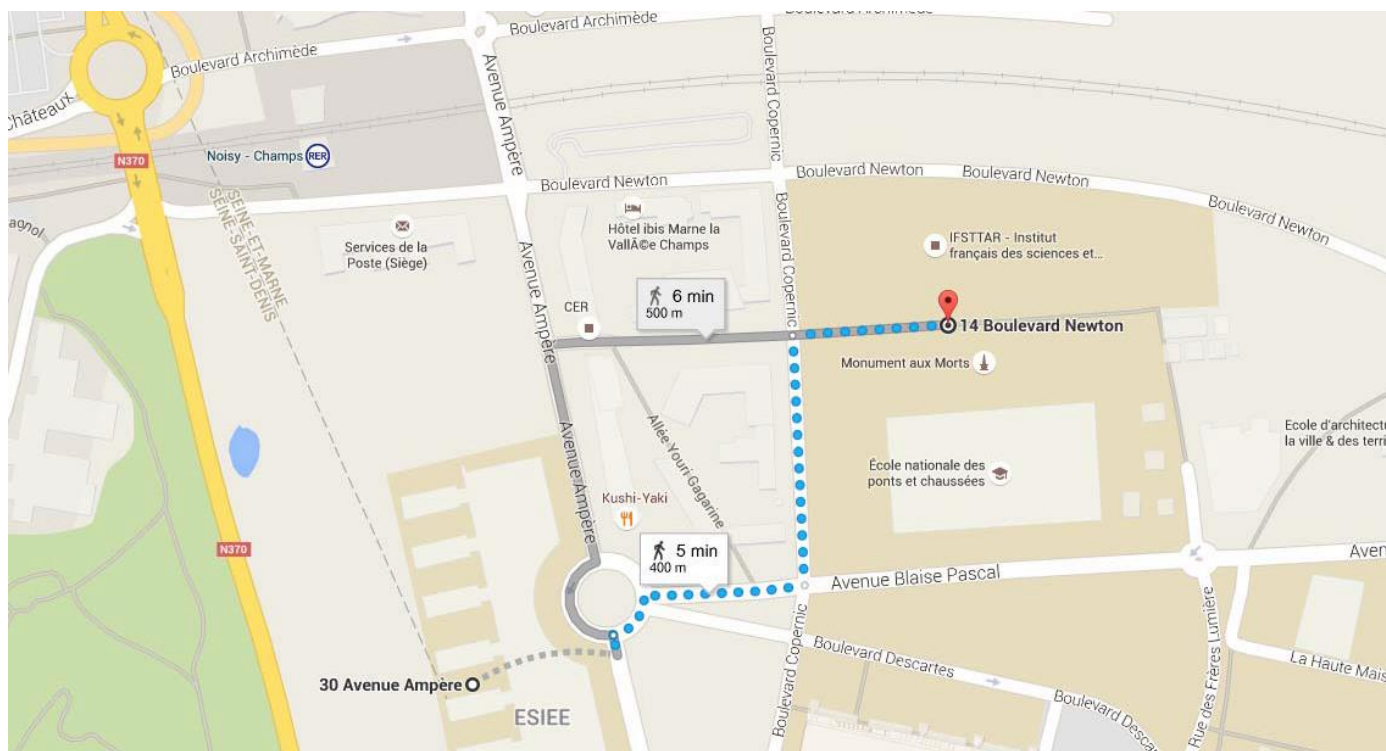 Boulevard Archimède
Boulevard Archimède
Boulevard Archimède
Châteaux
Avenue Ampère
Boulevard Copernic
N370
Noisy - Champs
RER
SEINE-ET-MARNE
SEINE-SAINT-DENIS
Boulevard Newton
Boulevard Newton
Boulevard Newton
Boulevard Newton
agnol
Services de la
Poste (Siège)
Hôtel ibis Marne la
VallÃ©e Champs
IFSTTAR - Institut
français des sciences et...
Avenue Ampère
Boulevard Copernic
CER
6 min
500 m
14 Boulevard Newton
Monument aux Morts
Avenue Ampère
Allée Youri Gagarine
École nationale des
ponts et chaussées
Ecole d'architectu
la ville & des terri
Kushi-Yaki
N370
5 min
400 m
Avenue Blaise Pascal
Aven
Boulevard Copernic
Boulevard Descartes
Boulevard Desca
Rue des Frères Lumière
La Haute Mais
30 Avenue Ampère
ESIEE